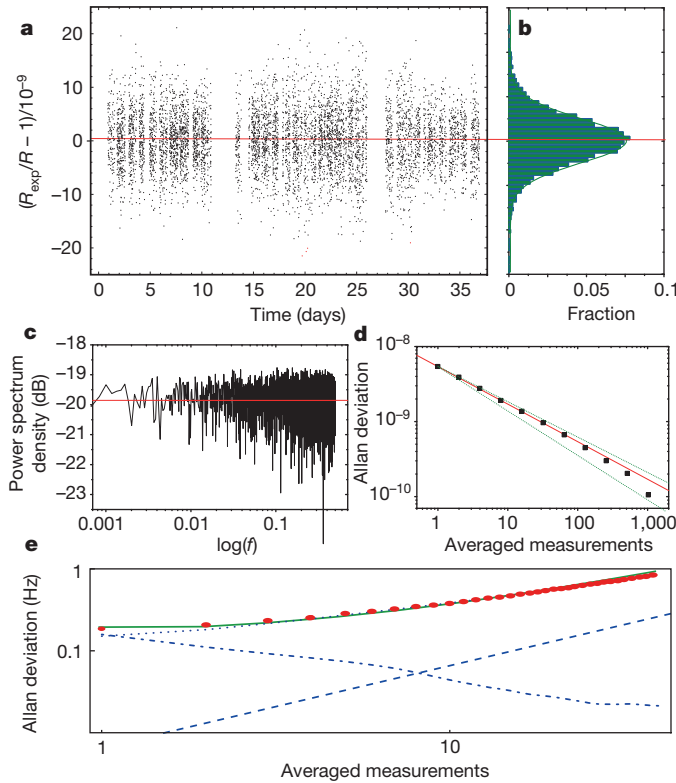 a
b
(R_exp/R − 1)/10⁻⁹
20
10
0
−10
−20
0 5 10 15 20 25 30 35
Time (days)
0 0.05 0.1
Fraction
c
Power spectrum
density (dB)
−18
−19
−20
−21
−22
−23
0.001 0.01 0.1
log(f)
d
Allan deviation
10⁻⁸
10⁻⁹
10⁻¹⁰
1 10 100 1,000
Averaged measurements
e
Allan deviation (Hz)
1
0.1
1 10
Averaged measurements